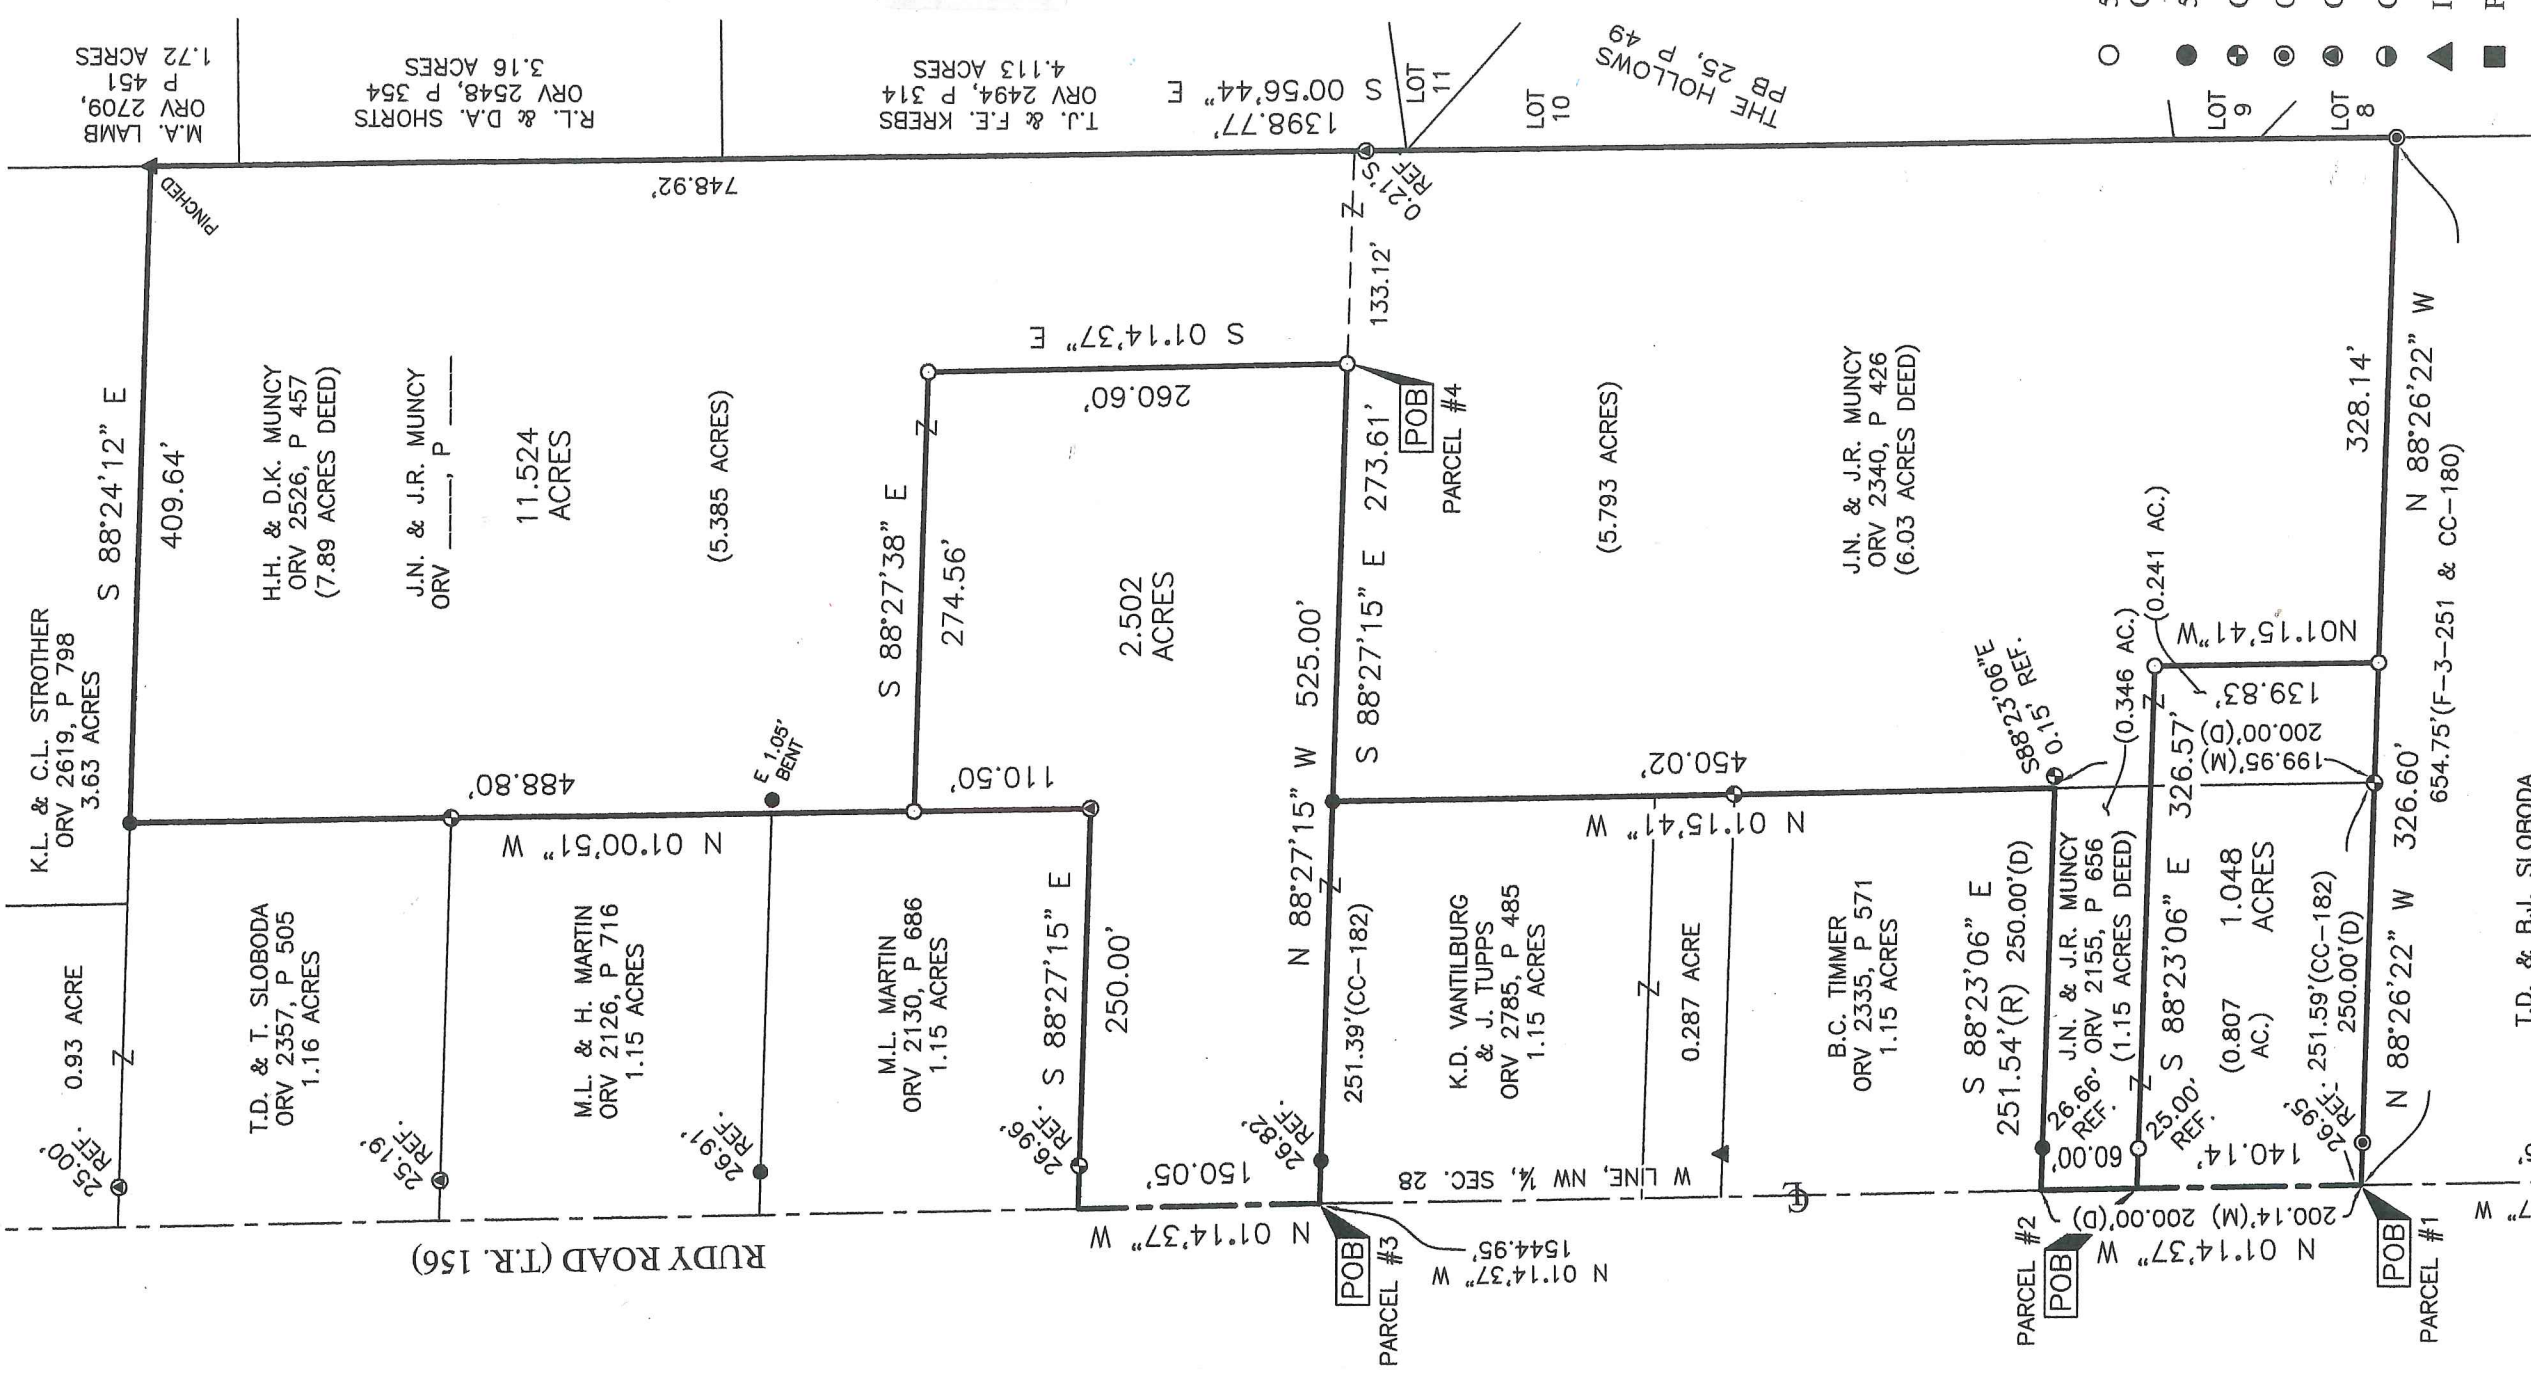 M.A. LAMB
ORV 2709,
P 451
1.72 ACRES
R.L. & D.A. SHORTS
ORV 2548, P 354
3.16 ACRES
T.J. & F.E. KREBS
ORV 2494, P 314
4.113 ACRES
S 00°56'44" E
1398.77'
LOT
11
LOT
10
THE HOLLOWS
PB 25, P 49
LOT
9
LOT
8
PINCHED
748.92'
0.21'S
REF
K.L. & C.L. STROTHER
ORV 2619, P 798
3.63 ACRES
S 88°24'12" E
409.64'
H.H. & D.K. MUNCY
ORV 2526, P 457
(7.89 ACRES DEED)
J.N. & J.R. MUNCY
ORV ____, P ____
11.524
ACRES
(5.385 ACRES)
S 88°27'38" E
274.56'
S 01°14'37" E
260.60'
2.502
ACRES
133.12'
POB
PARCEL #4
N 88°27'15" W 525.00'
S 88°27'15" E 273.61'
(5.793 ACRES)
J.N. & J.R. MUNCY
ORV 2340, P 426
(6.03 ACRES DEED)
328.14'
N 88°26'22" W
654.75'(F-3-251 & CC-180)
(0.241 AC.)
(0.346 AC.)
N01°15'41"W
139.83'
200.00'(D)
199.95'(M)
S88°23'06"E
0.15' REF.
488.80'
N 01°00'51" W
E 1.05'
BENT
110.50'
450.02'
N 01°15'41" W
0.93 ACRE
T.D. & T. SLOBODA
ORV 2357, P 505
1.16 ACRES
M.L. & H. MARTIN
ORV 2126, P 716
1.15 ACRES
M.L. MARTIN
ORV 2130, P 686
1.15 ACRES
S 88°27'15" E
250.00'
251.39'(CC-182)
K.D. VANTILBURG
& J. TUPPS
ORV 2785, P 485
1.15 ACRES
0.287 ACRE
B.C. TIMMER
ORV 2335, P 571
1.15 ACRES
S 88°23'06" E
251.54'(R) 250.00'(D)
J.N. & J.R. MUNCY
ORV 2155, P 656
(1.15 ACRES DEED)
S 88°23'06" E 326.57'
(0.807
AC.)
1.048
ACRES
251.59'(CC-182)
250.00'(D)
N 88°26'22" W 326.60'
T.D. & B.J. SLOBODA
25.00'
REF.
25.19'
REF.
26.91'
REF.
26.96'
REF.
26.82'
REF.
26.66'
REF.
25.00'
REF.
26.95'
REF.
150.05'
W LINE, NW ¼, SEC. 28
60.00'
140.14'
RUDY ROAD (T.R. 156)
N 01°14'37" W
POB
PARCEL #3
N 01°14'37" W
1544.95'
PARCEL #2
POB
200.14'(M) 200.00'(D)
N 01°14'37" W
POB
PARCEL #1
7" W